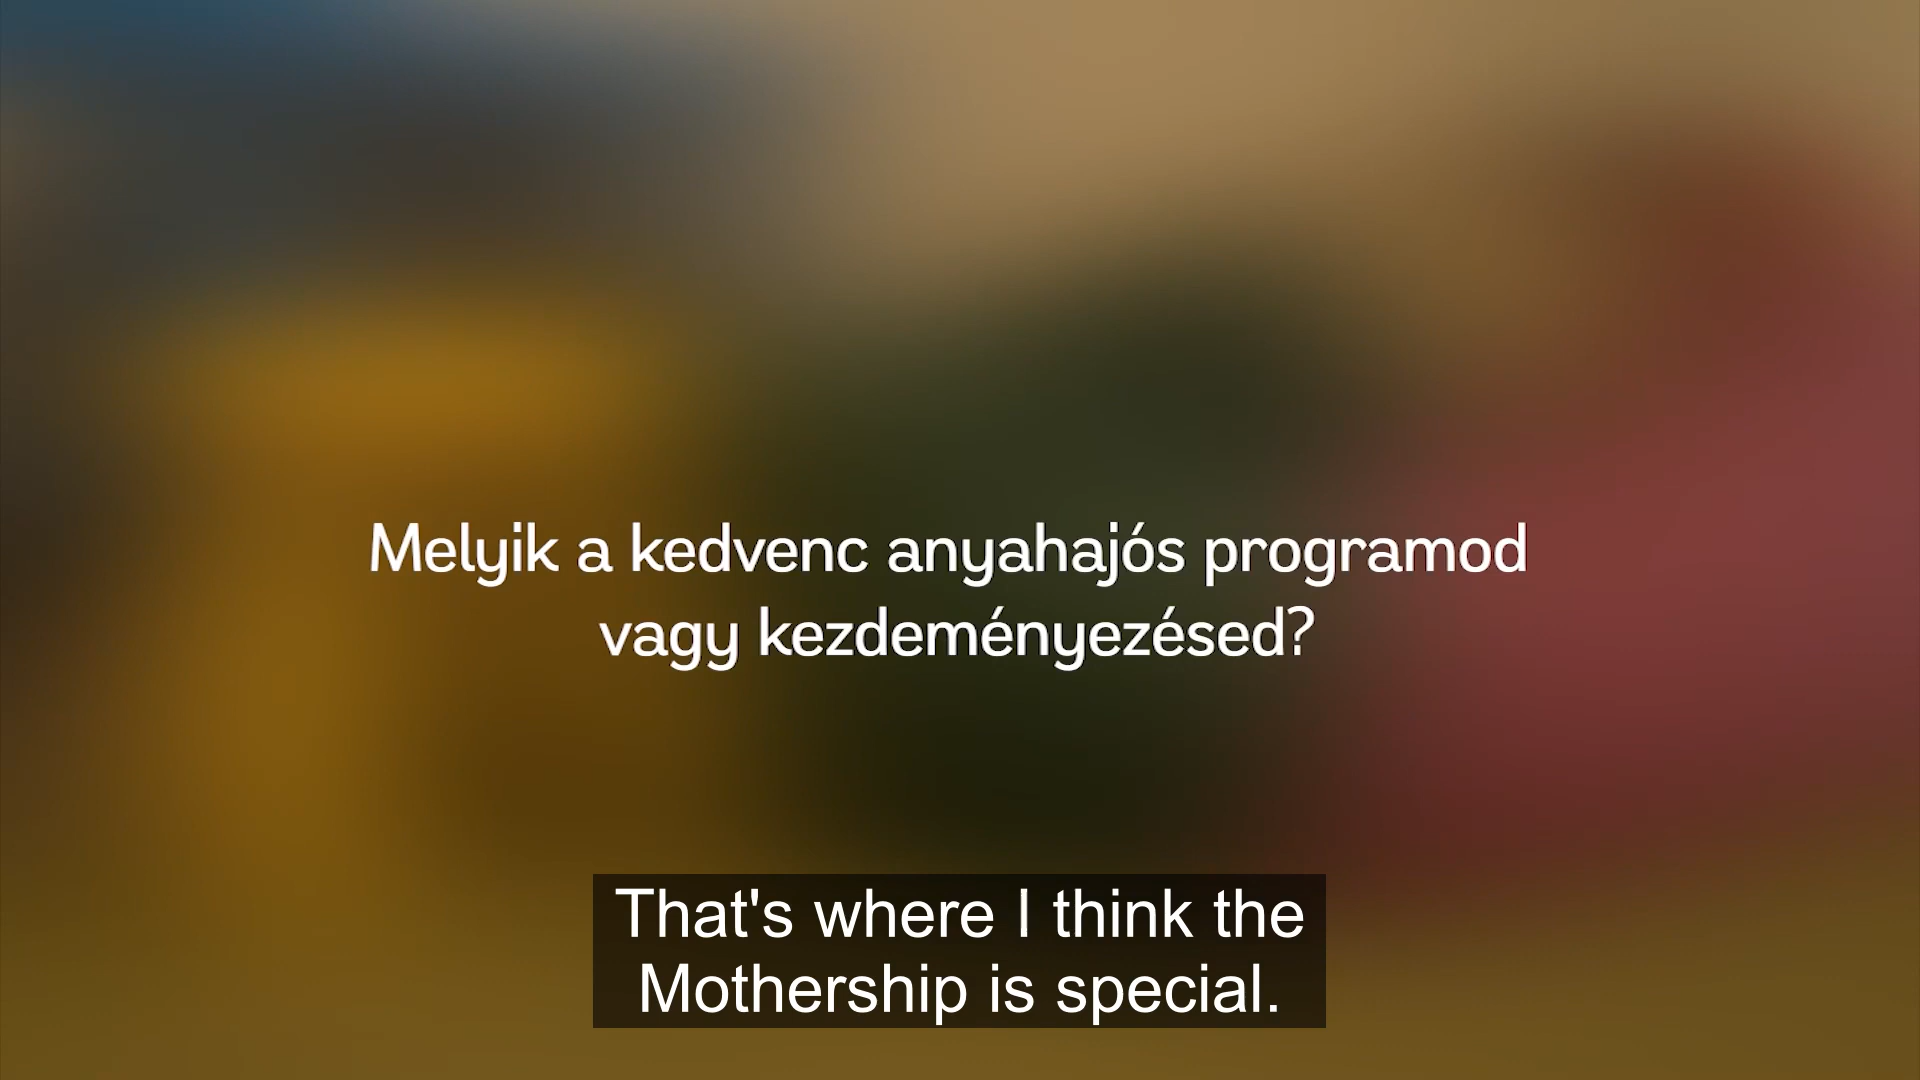 Melyik a kedvenc anyahajós programod
vagy kezdeményezésed?
That's where I think the
Mothership is special.